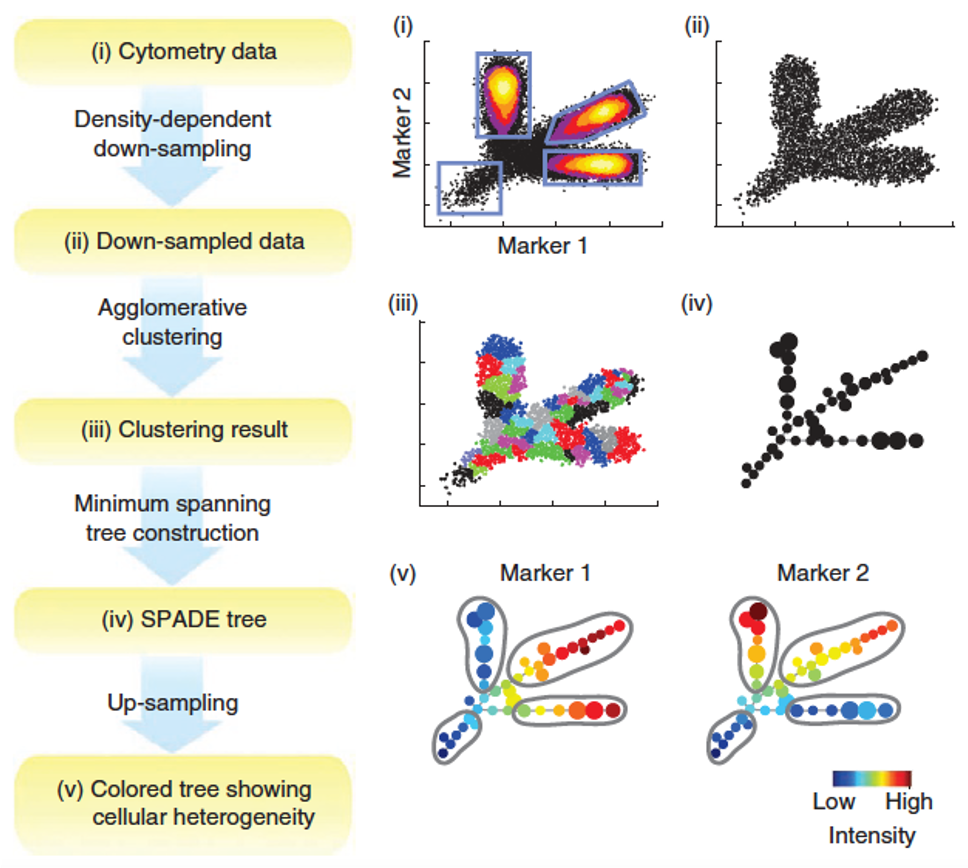 (i) Cytometry data
Density-dependent
down-sampling
(ii) Down-sampled data
Agglomerative
clustering
(iii) Clustering result
Minimum spanning
tree construction
(iv) SPADE tree
Up-sampling
(v) Colored tree showing
cellular heterogeneity
(i)
Marker 2
Marker 1
(ii)
(iii)
(iv)
(v)
Marker 1
Marker 2
Low
High
Intensity